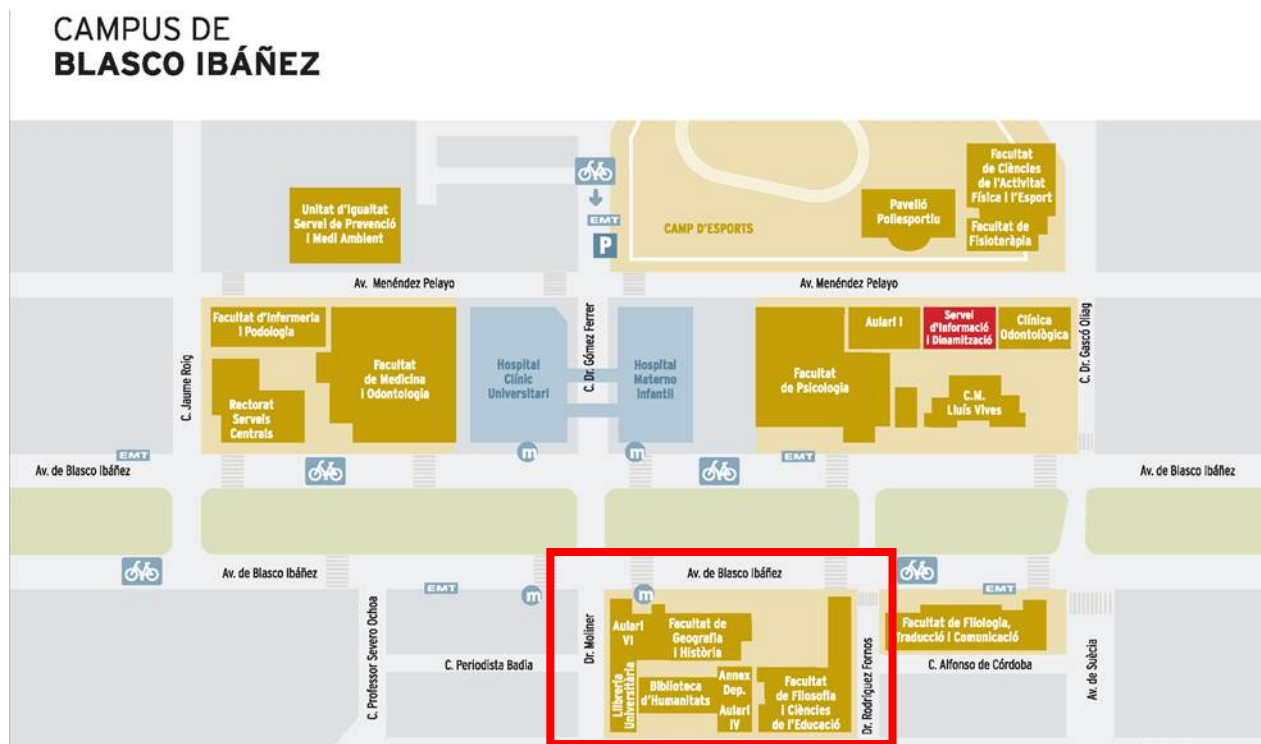 CAMPUS DE
BLASCO IBÁÑEZ
Unitat d'Igualtat
Servei de Prevenció
i Medi Ambient
EMT
P
CAMP D'ESPORTS
Pavelló
Poliesportiu
Facultat
de Ciències
de l'Activitat
Física i l'Esport
Facultat de
Fisioteràpia
Av. Menéndez Pelayo
Av. Menéndez Pelayo
C. Jaume Roig
Facultat d'Infermeria
i Podologia
Rectorat
Serveis
Centrals
Facultat
de Medicina
i Odontologia
Hospital
Clínic
Universitari
C. Dr. Gómez Ferrer
Hospital
Materno
Infantil
Facultat
de Psicologia
Aulari I
Servei
d'Informació
i Dinamització
Clínica
Odontològica
C.M.
Lluís Vives
C. Dr. Gascó Oliag
EMT
m
m
EMT
Av. de Blasco Ibáñez
Av. de Blasco Ibáñez
Av. de Blasco Ibáñez
Av. de Blasco Ibáñez
EMT
m
m
EMT
C. Professor Severo Ochoa
C. Periodista Badia
Dr. Moliner
Aulari
VI
Llibreria
Universitària
Facultat de
Geografia
i Història
Biblioteca
d'Humanitats
Annex
Dep.
Aulari
IV
Facultat
de Filosofia
i Ciències
de l'Educació
Dr. Rodríguez Fornos
Facultat de Filologia,
Traducció i Comunicació
C. Alfonso de Córdoba
Av. de Suècia